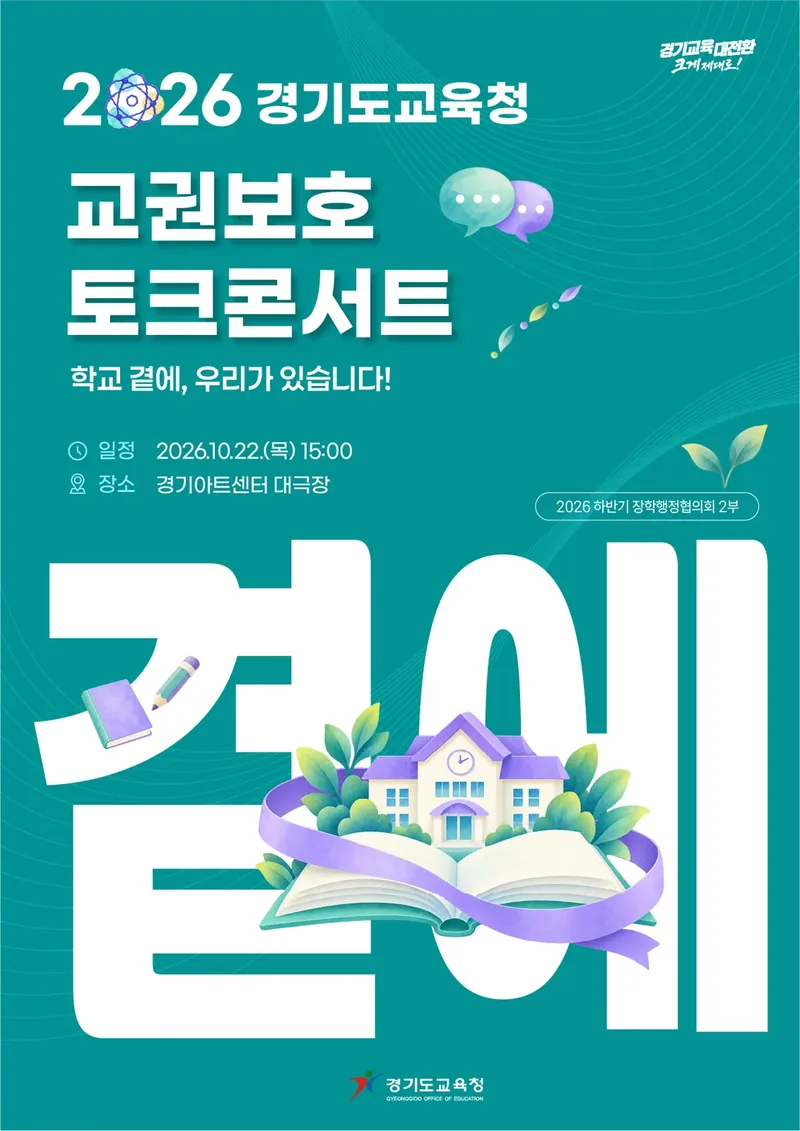 경기교육 대전환
크게 제대로!
2026 경기도교육청
교권보호
토크콘서트
학교 곁에, 우리가 있습니다!
일정 2026.10.22.(목) 15:00
장소 경기아트센터 대극장
2026 하반기 장학행정협의회 2부
곁에
경기도교육청
GYEONGGIDO OFFICE OF EDUCATION